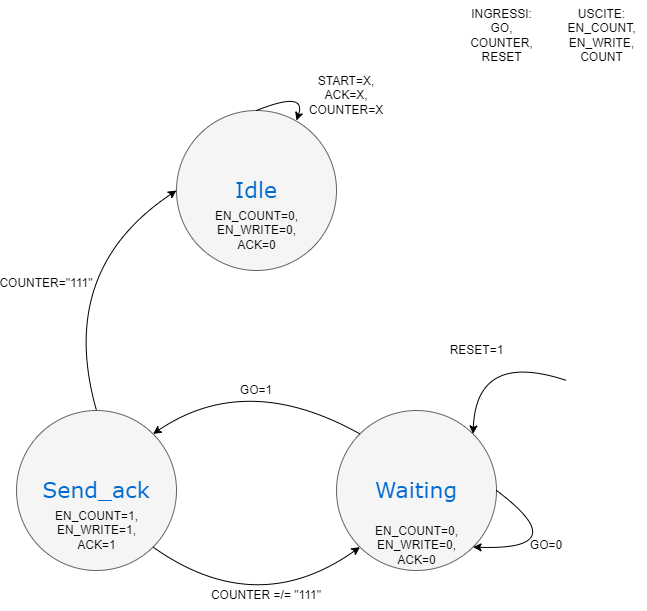 INGRESSI:
GO,
COUNTER,
RESET
USCITE:
EN_COUNT,
EN_WRITE,
COUNT
START=X,
ACK=X,
COUNTER=X
Idle
EN_COUNT=0,
EN_WRITE=0,
ACK=0
COUNTER="111"
RESET=1
GO=1
Send_ack
EN_COUNT=1,
EN_WRITE=1,
ACK=1
Waiting
EN_COUNT=0,
EN_WRITE=0,
ACK=0
GO=0
COUNTER =/= "111"